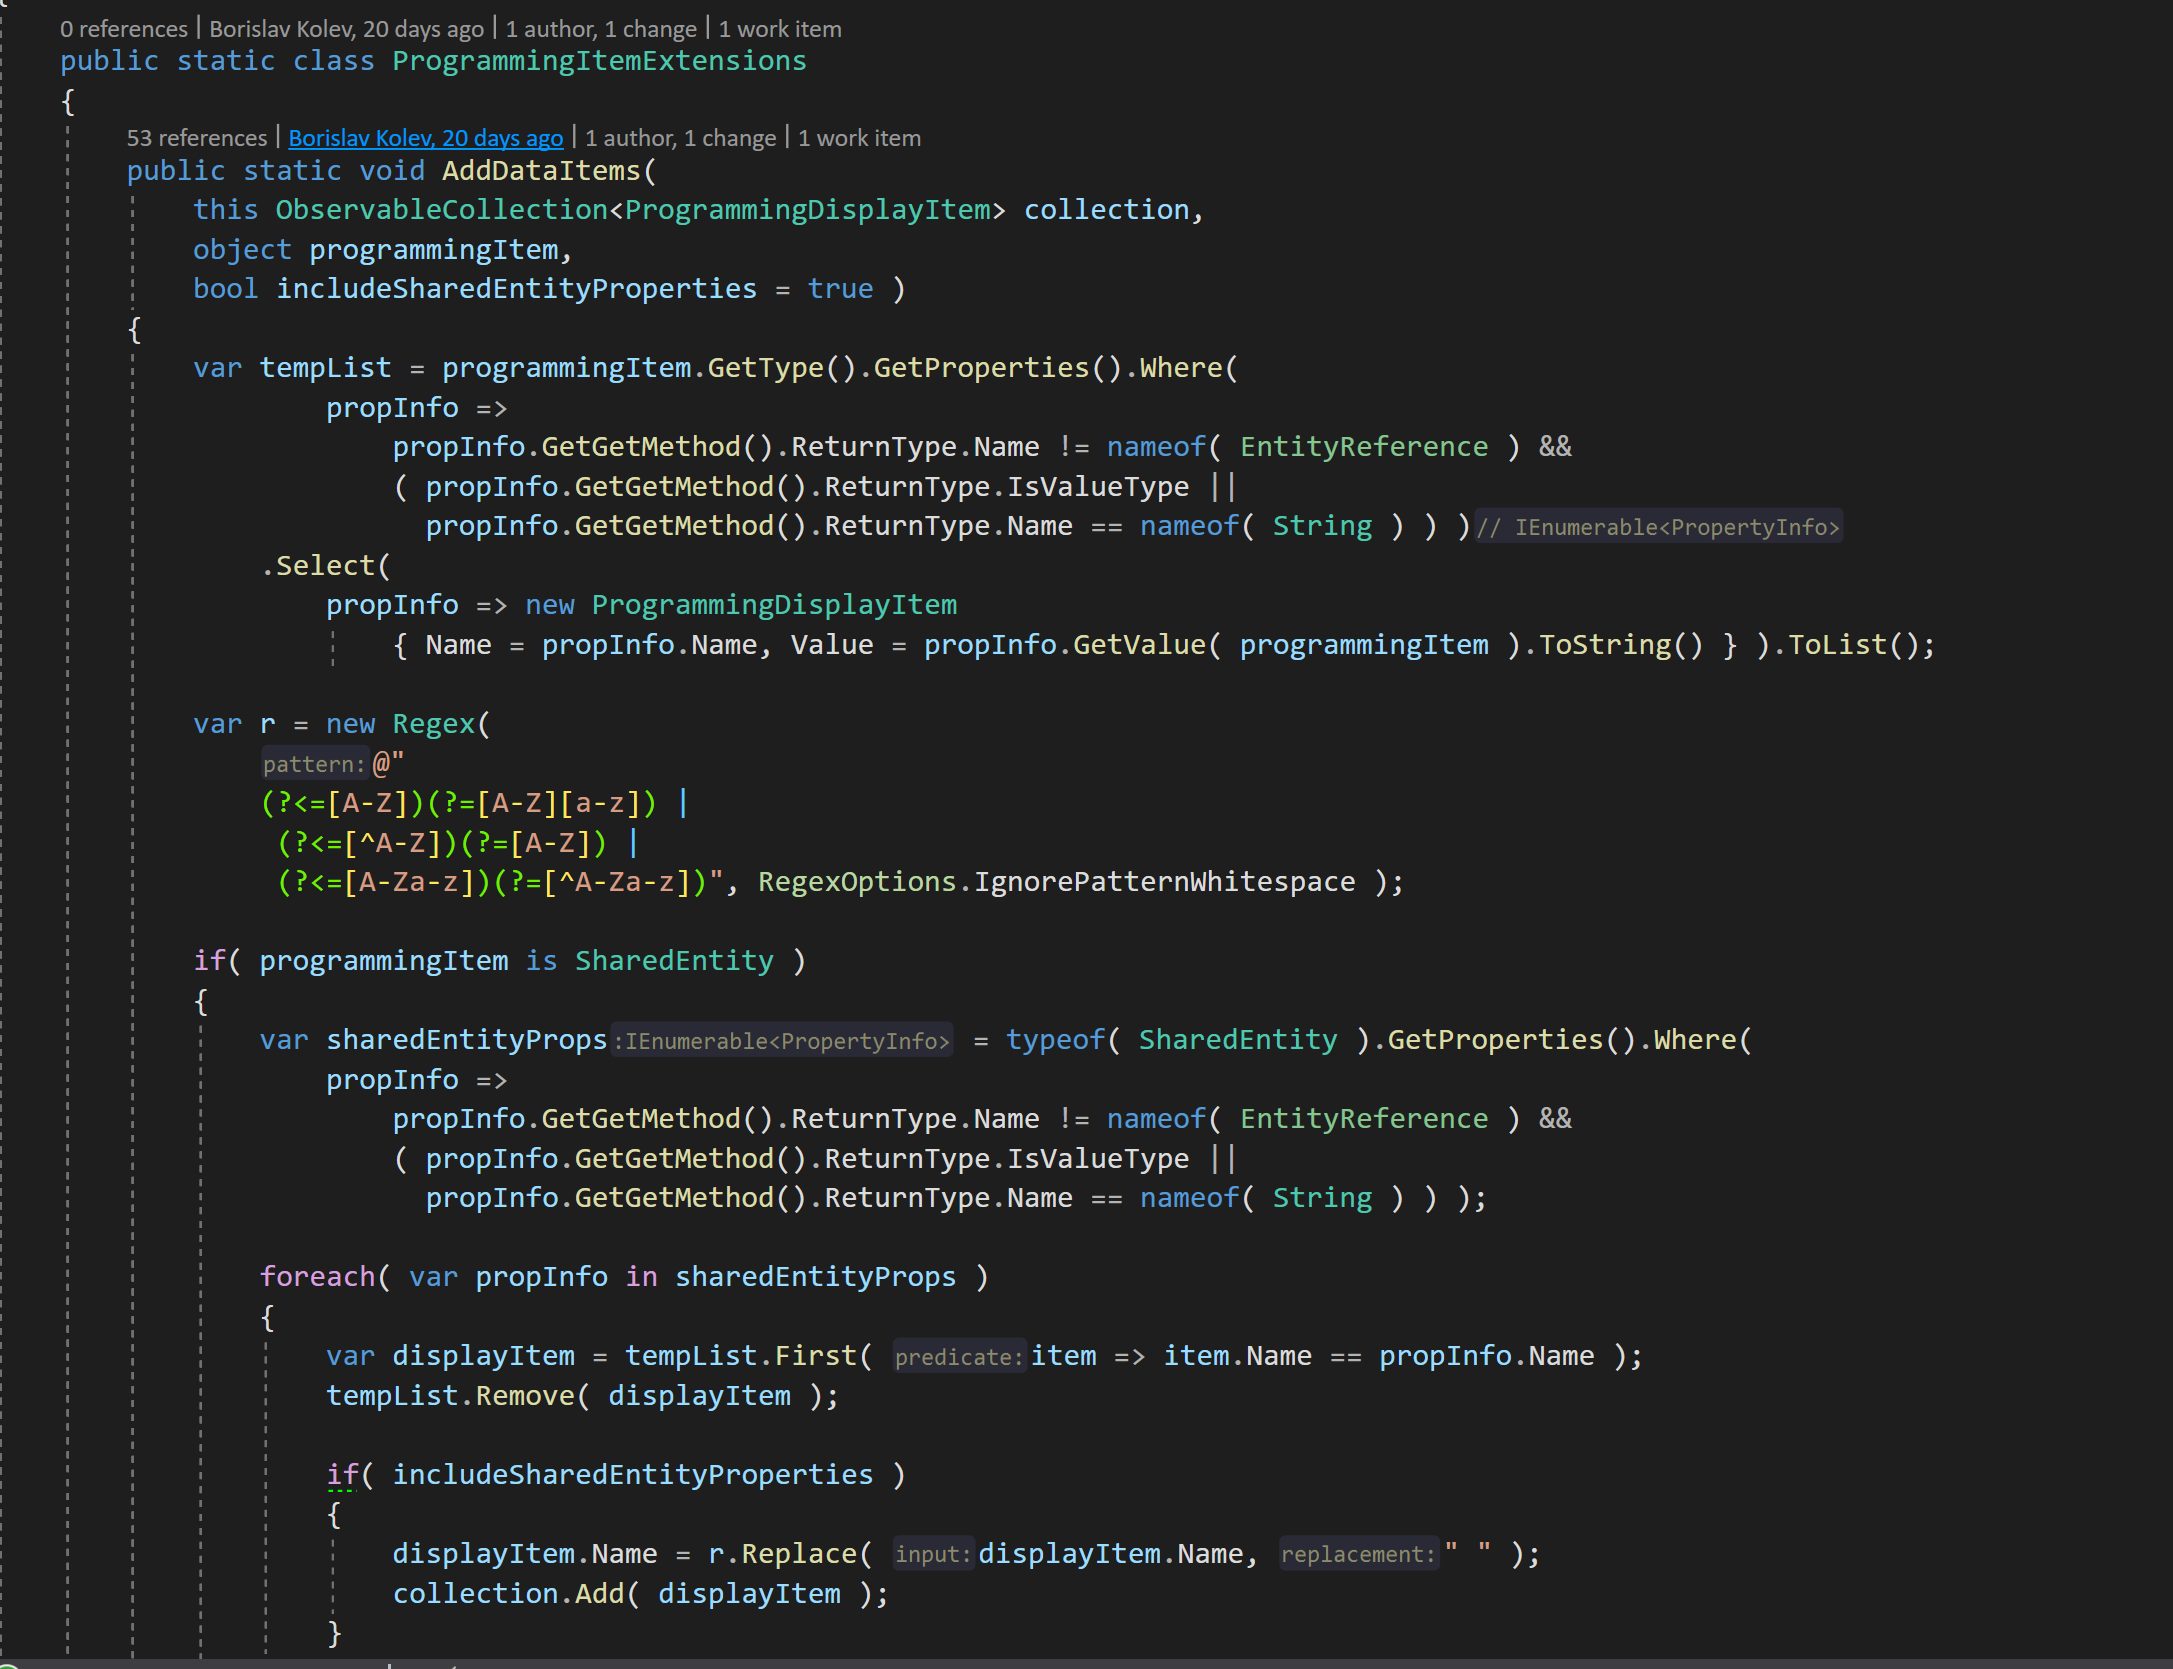 0 references | Borislav Kolev, 20 days ago | 1 author, 1 change | 1 work item
public static class ProgrammingItemExtensions
{
53 references | Borislav Kolev, 20 days ago | 1 author, 1 change | 1 work item
public static void AddDataItems(
this ObservableCollection<ProgrammingDisplayItem> collection,
object programmingItem,
bool includeSharedEntityProperties = true )
{
var tempList = programmingItem.GetType().GetProperties().Where(
propInfo =>
propInfo.GetGetMethod().ReturnType.Name != nameof( EntityReference ) &&
( propInfo.GetGetMethod().ReturnType.IsValueType ||
propInfo.GetGetMethod().ReturnType.Name == nameof( String ) ) ) // IEnumerable<PropertyInfo>
.Select(
propInfo => new ProgrammingDisplayItem
{ Name = propInfo.Name, Value = propInfo.GetValue( programmingItem ).ToString() } ).ToList();
var r = new Regex(
pattern: @"
(?<=[A-Z])(?=[A-Z][a-z]) |
(?<=[^A-Z])(?=[A-Z]) |
(?<=[A-Za-z])(?=[^A-Za-z])", RegexOptions.IgnorePatternWhitespace );
if( programmingItem is SharedEntity )
{
var sharedEntityProps :IEnumerable<PropertyInfo> = typeof( SharedEntity ).GetProperties().Where(
propInfo =>
propInfo.GetGetMethod().ReturnType.Name != nameof( EntityReference ) &&
( propInfo.GetGetMethod().ReturnType.IsValueType ||
propInfo.GetGetMethod().ReturnType.Name == nameof( String ) ) );
foreach( var propInfo in sharedEntityProps )
{
var displayItem = tempList.First( predicate: item => item.Name == propInfo.Name );
tempList.Remove( displayItem );
if( includeSharedEntityProperties )
{
displayItem.Name = r.Replace( input: displayItem.Name, replacement: " " );
collection.Add( displayItem );
}